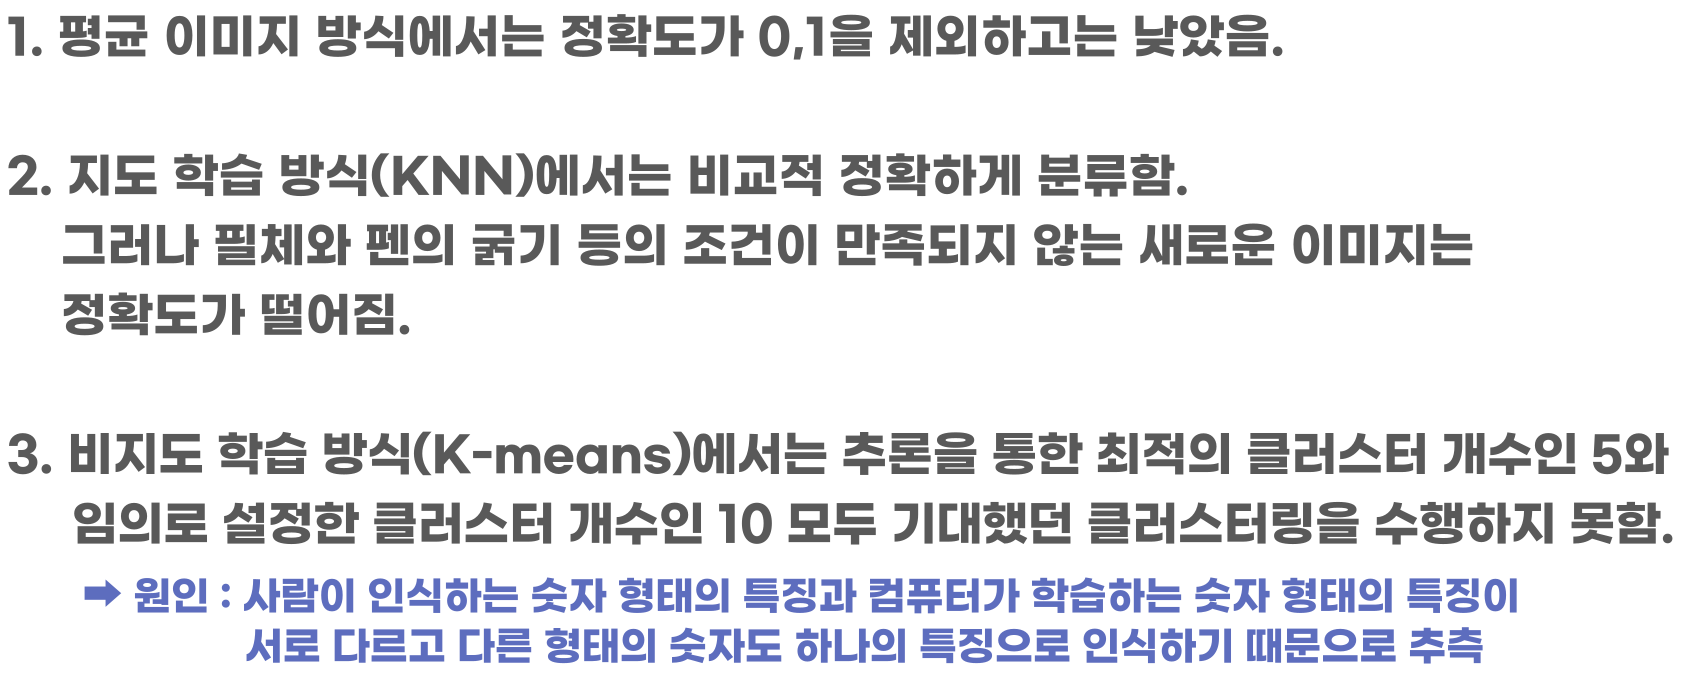 1. 평균 이미지 방식에서는 정확도가 0,1을 제외하고는 낮았음.
2. 지도 학습 방식(KNN)에서는 비교적 정확하게 분류함.
그러나 필체와 펜의 굵기 등의 조건이 만족되지 않는 새로운 이미지는
정확도가 떨어짐.
3. 비지도 학습 방식(K-means)에서는 추론을 통한 최적의 클러스터 개수인 5와
임의로 설정한 클러스터 개수인 10 모두 기대했던 클러스터링을 수행하지 못함.
➡ 원인 : 사람이 인식하는 숫자 형태의 특징과 컴퓨터가 학습하는 숫자 형태의 특징이
서로 다르고 다른 형태의 숫자도 하나의 특징으로 인식하기 때문으로 추측